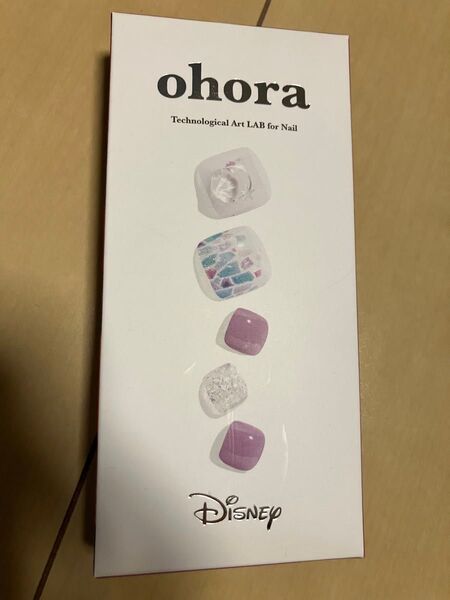 ohora
Technological Art LAB for Nail
Disney